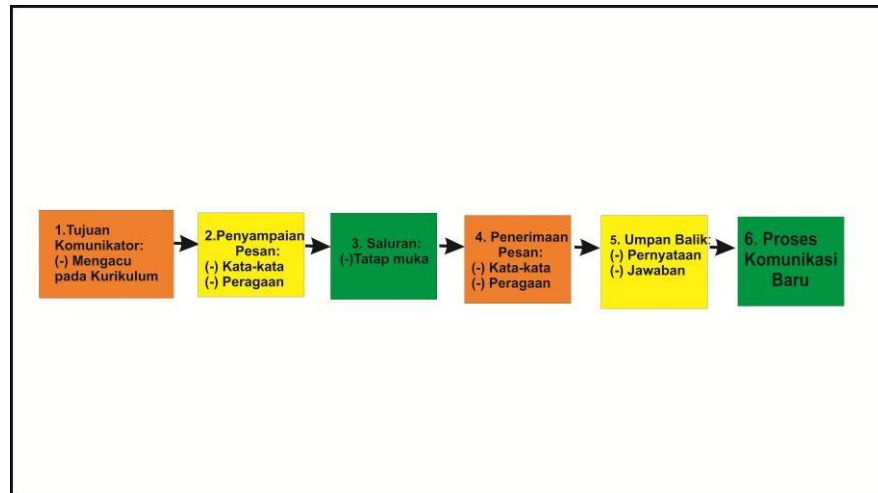 1.Tujuan
Komunikator:
(-) Mengacu
pada Kurikulum
2.Penyampaian
Pesan:
(-) Kata-kata
(-) Peragaan
3. Saluran:
(-)Tatap muka
4. Penerimaan
Pesan:
(-) Kata-kata
(-) Peragaan
5. Umpan Balik:
(-) Pernyataan
(-) Jawaban
6. Proses
Komunikasi
Baru